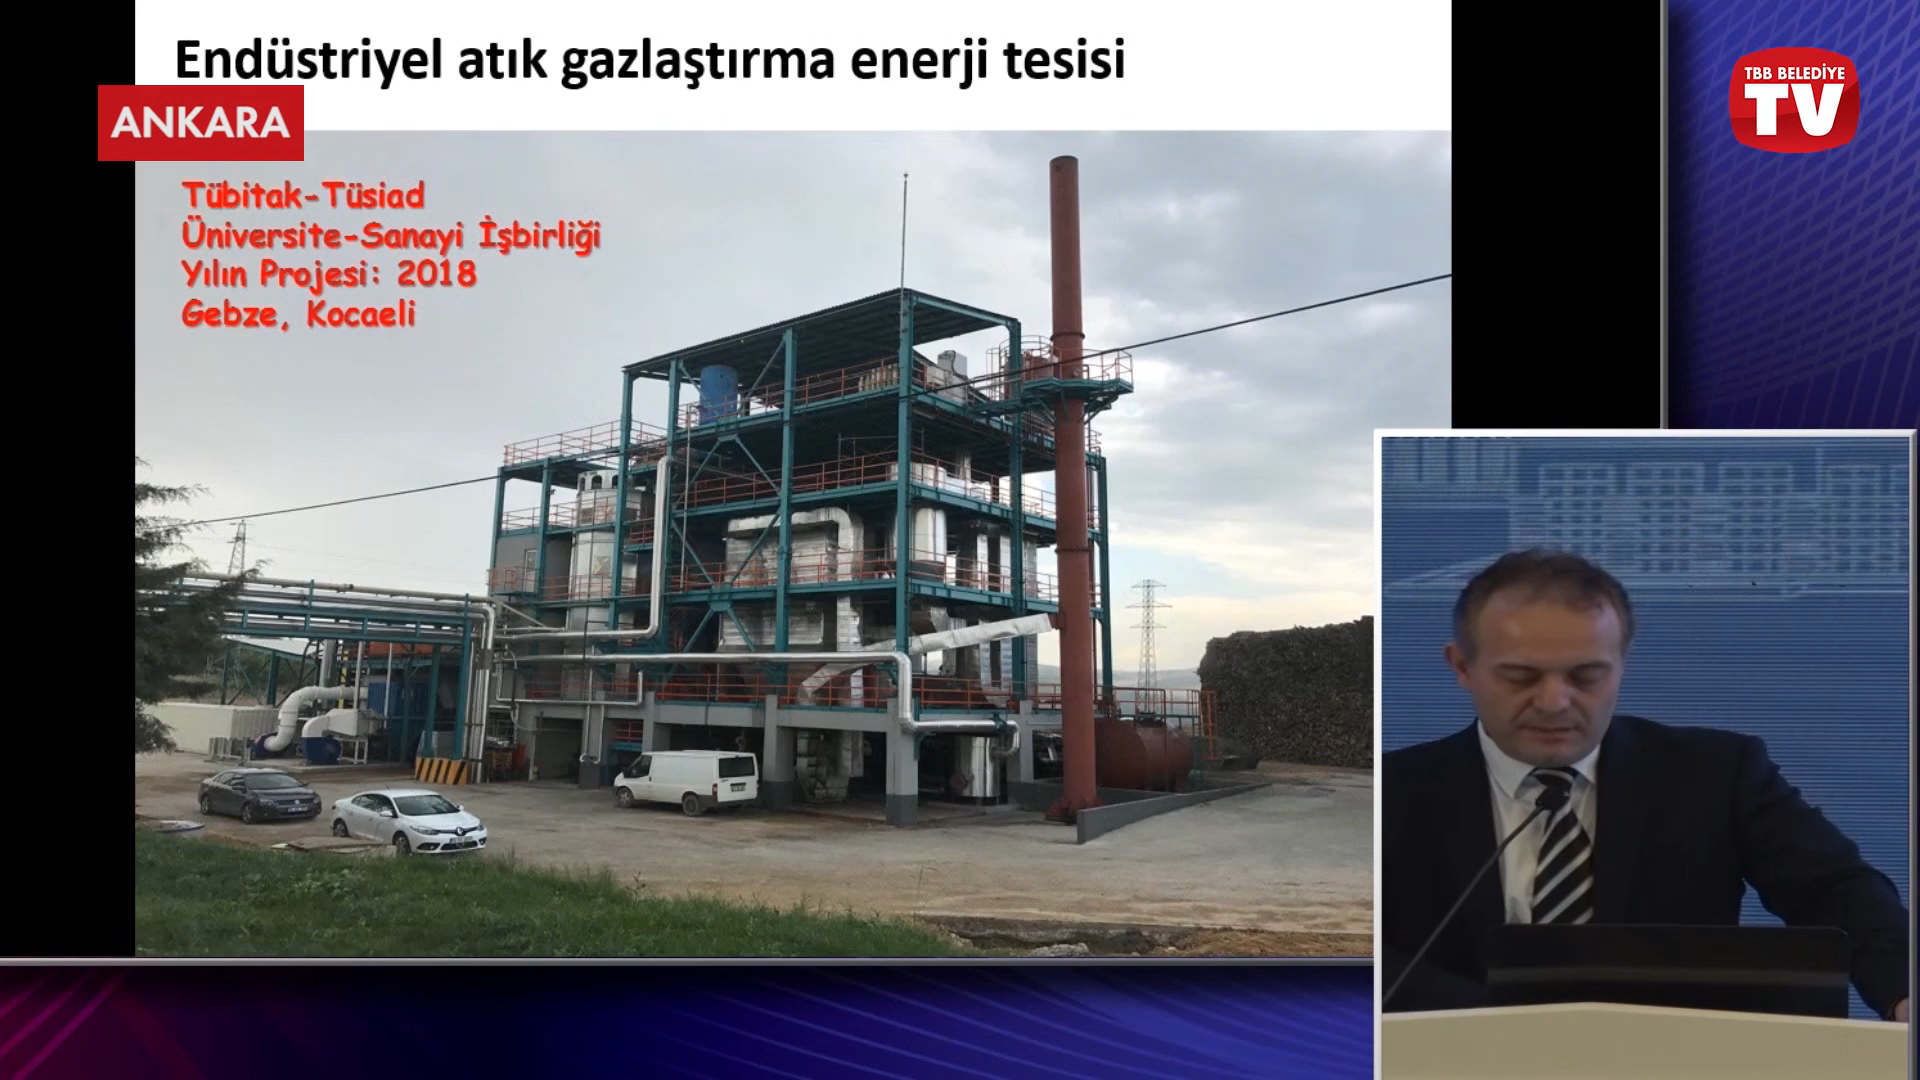 Endüstriyel atık gazlaştırma enerji tesisi
ANKARA
TBB BELEDİYE
TV
Tübitak-Tüsiad
Üniversite-Sanayi İşbirliği
Yılın Projesi: 2018
Gebze, Kocaeli